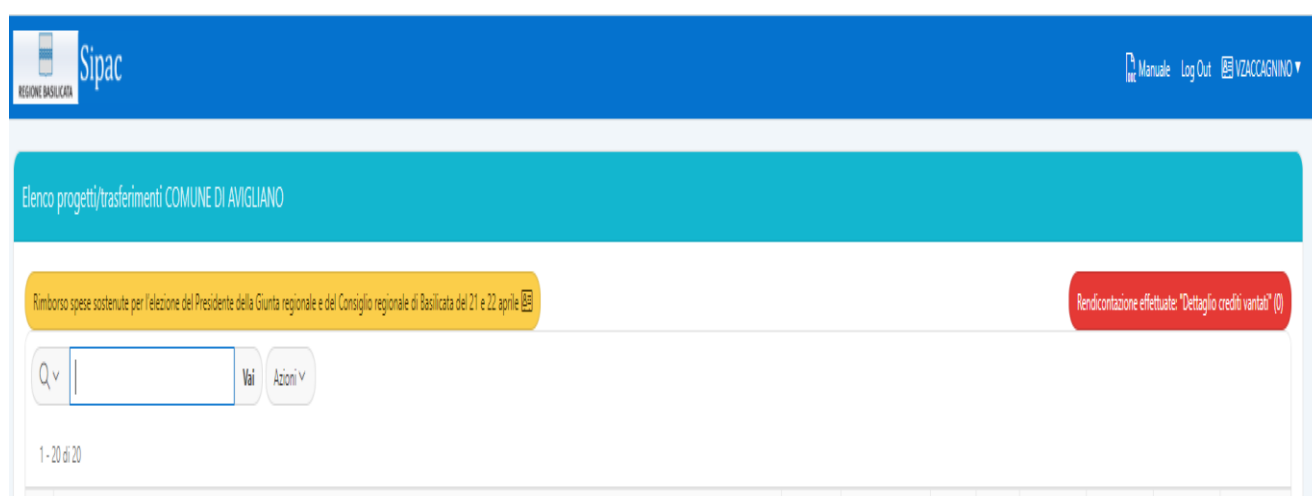 REGIONE BASILICATA
Sipac
DOC Manuale Log Out VZACCAGNINO
Elenco progetti/trasferimenti COMUNE DI AVIGLIANO
Rimborso spese sostenute per l'elezione del Presidente della Giunta regionale e del Consiglio regionale di Basilicata del 21 e 22 aprile
Rendicontazione effettuate: "Dettaglio crediti vantati" (0)
Vai Azioni
1 - 20 di 20